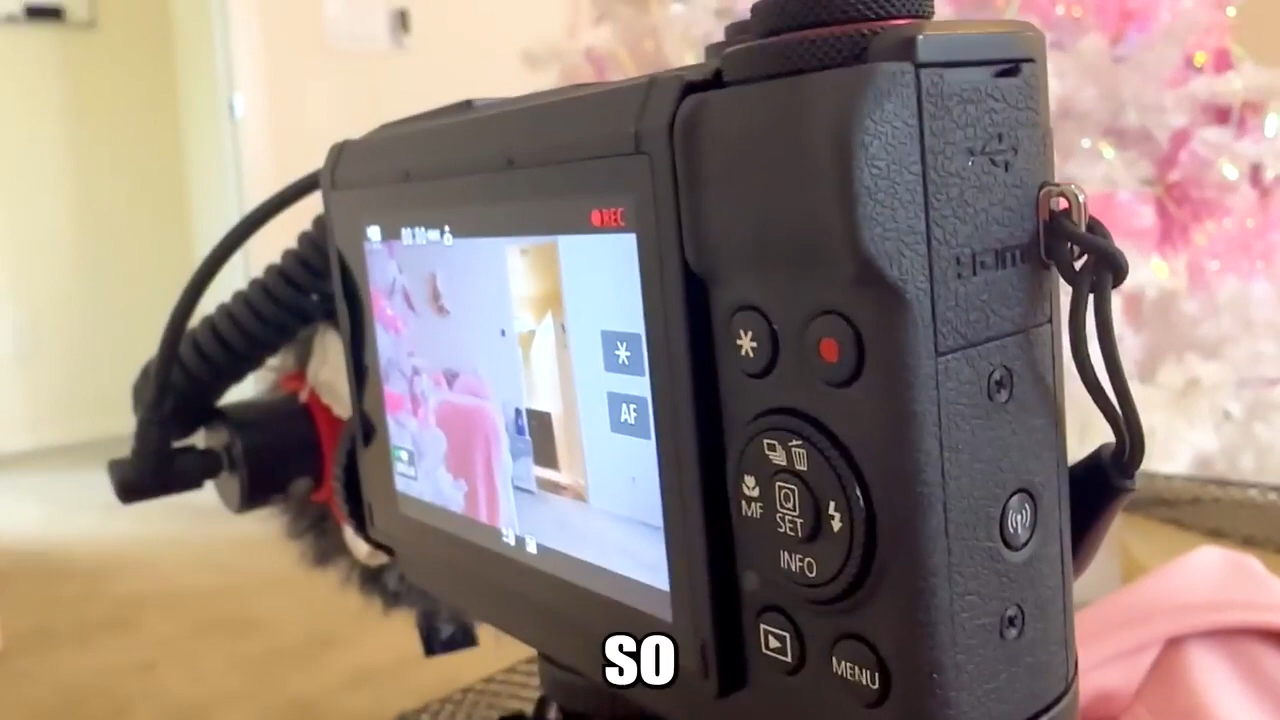 REC
AF
HDMI
MF
Q
SET
INFO
MENU
SO